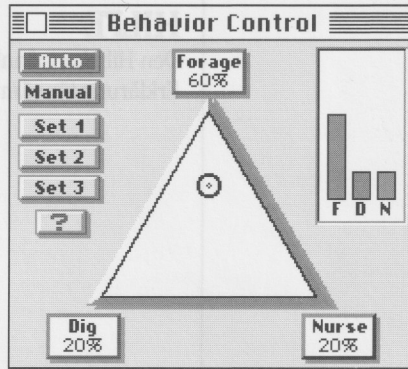 Behavior Control
Auto
Manual
Set 1
Set 2
Set 3
?
Forage
60%
F D N
Dig
20%
Nurse
20%